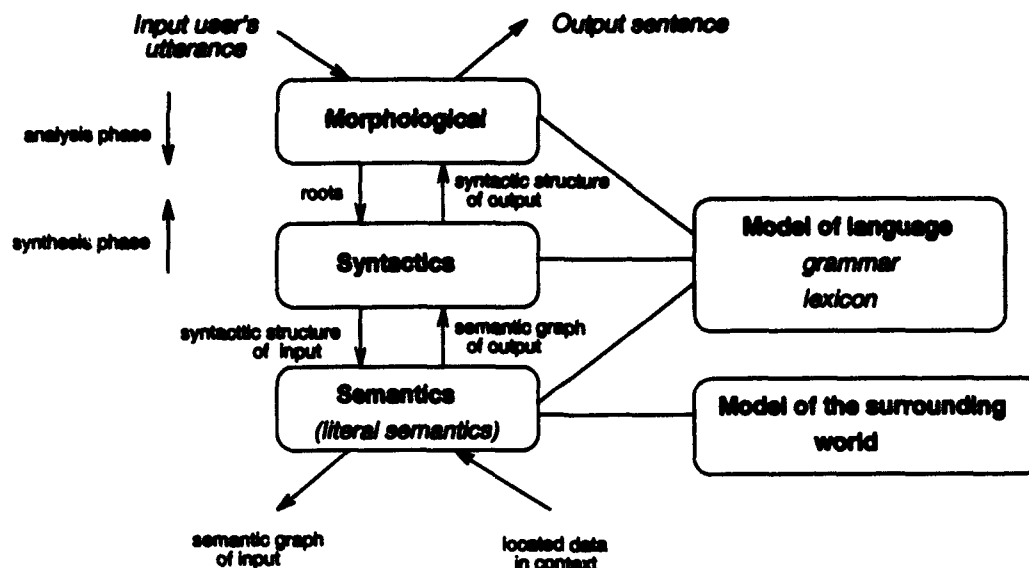 Input user's
utterance
Output sentence
Morphological
analysis phase
roots
syntactic structure
of output
synthesis phase
Syntactics
Model of language
grammar
lexicon
syntacttic structure
of input
semantic graph
of output
Semantics
(literal semantics)
Model of the surrounding
world
semantic graph
of input
located data
in context